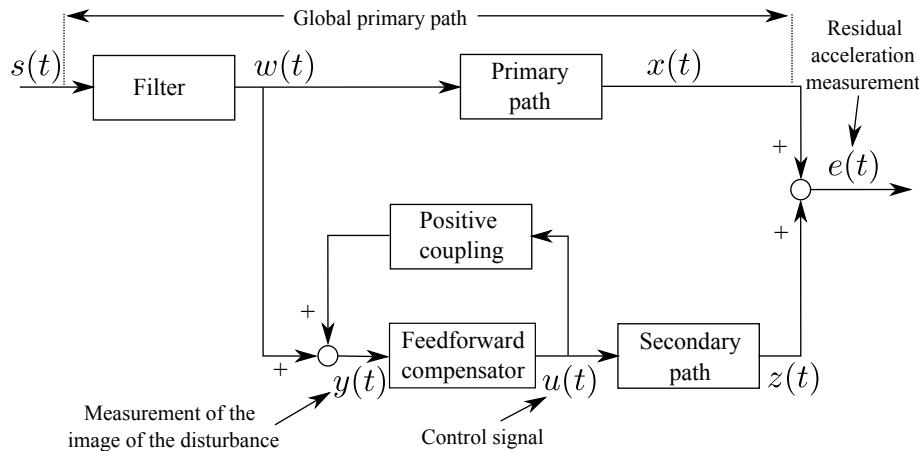 Global primary path
Residual
acceleration
measurement
s(t)
Filter
w(t)
Primary
path
x(t)
+
e(t)
+
Positive
coupling
+
+
y(t)
Feedforward
compensator
u(t)
Secondary
path
z(t)
Measurement of the
image of the disturbance
Control signal